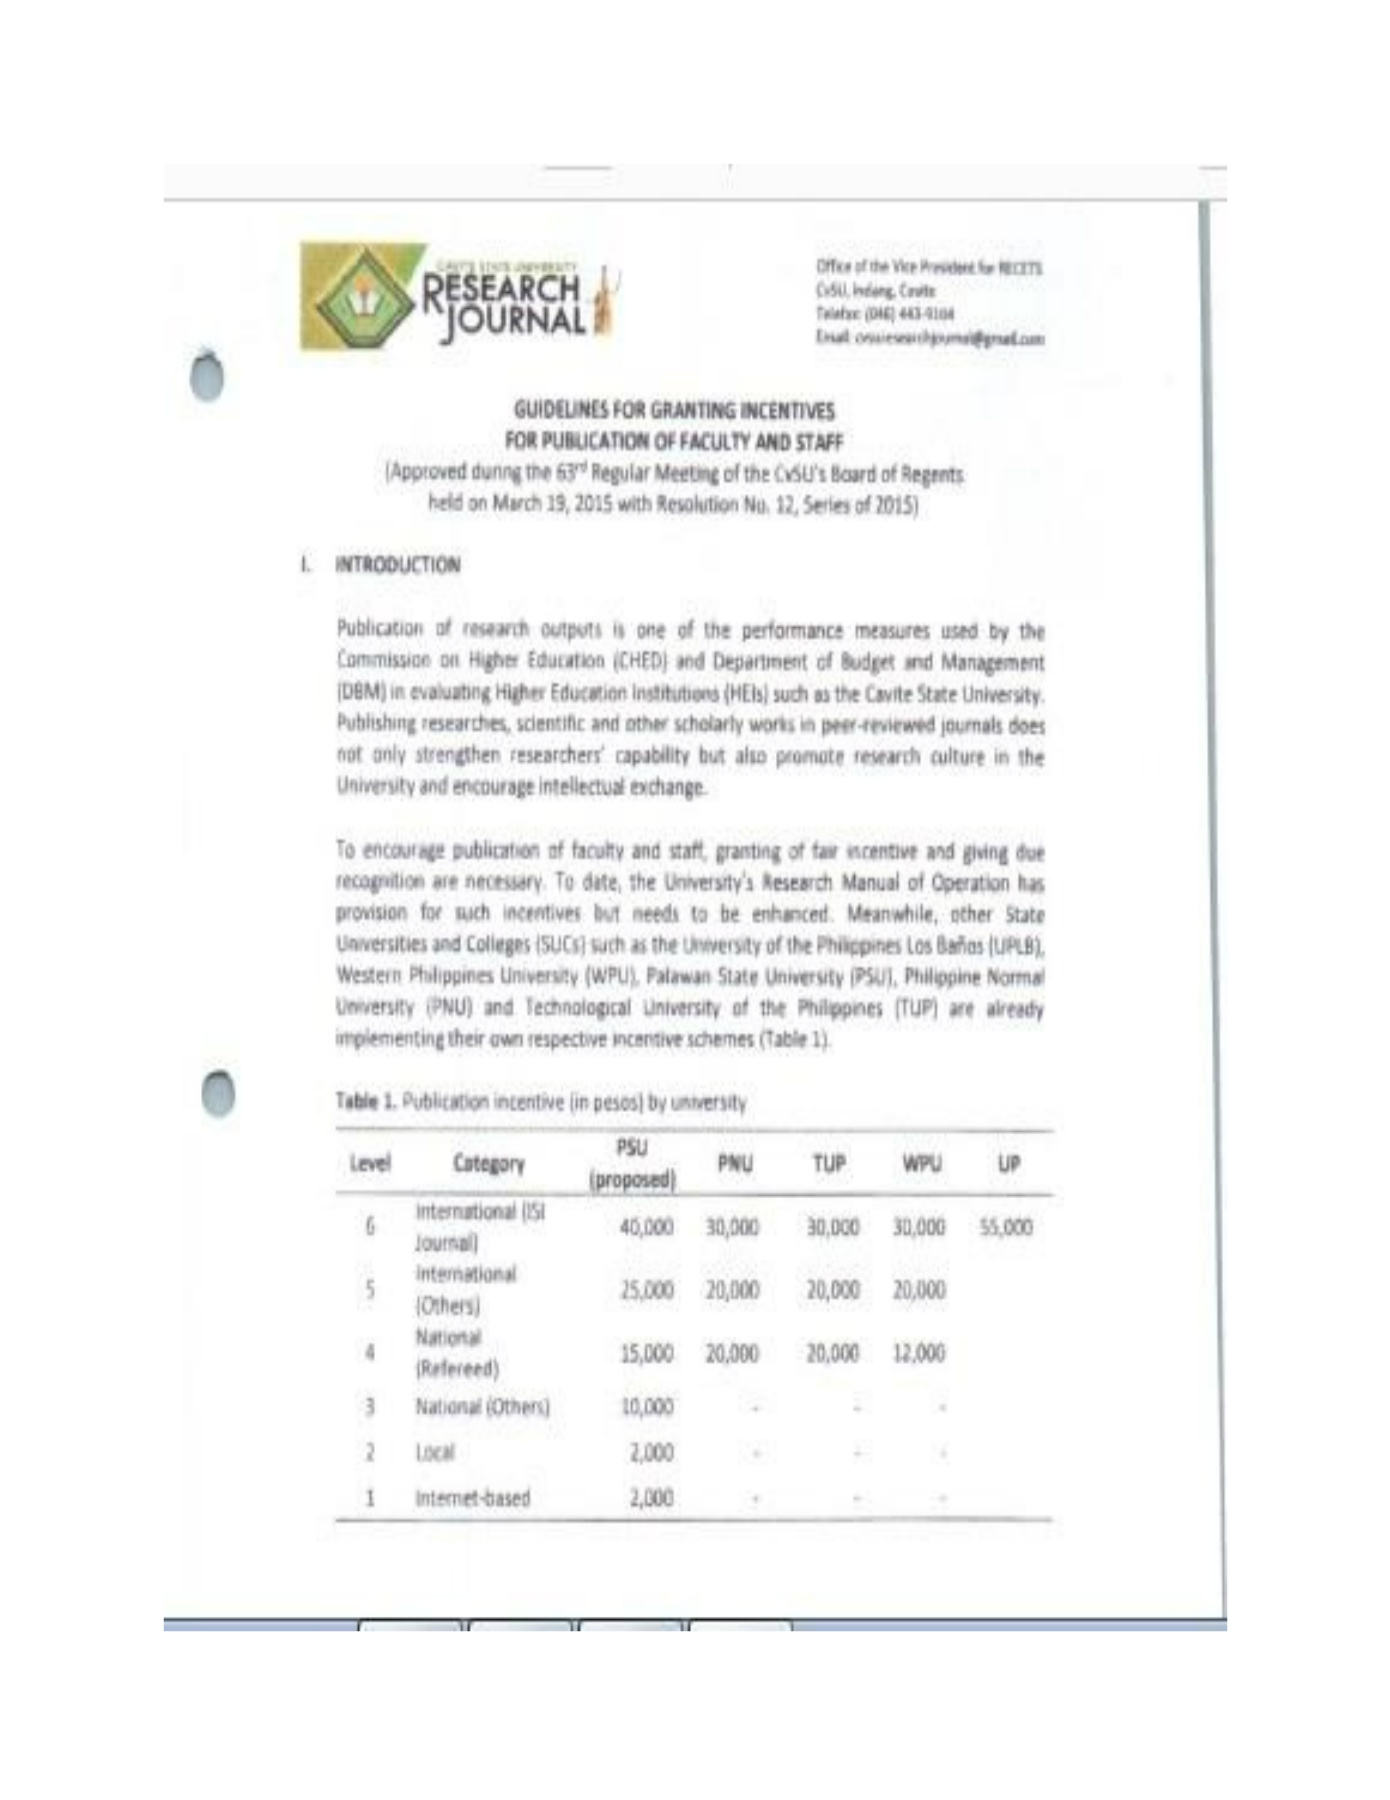 CAVITE STATE UNIVERSITY
RESEARCH
JOURNAL
Office of the Vice President for RECETS
CvSU, Indang, Cavite
Telefax: (046) 443-9104
Email: cvsuresearchjournal@gmail.com
GUIDELINES FOR GRANTING INCENTIVES
FOR PUBLICATION OF FACULTY AND STAFF
(Approved during the 63rd Regular Meeting of the CvSU's Board of Regents
held on March 19, 2015 with Resolution No. 12, Series of 2015)
I. INTRODUCTION
Publication of research outputs is one of the performance measures used by the
Commission on Higher Education (CHED) and Department of Budget and Management
(DBM) in evaluating Higher Education Institutions (HEIs) such as the Cavite State University.
Publishing researches, scientific and other scholarly works in peer-reviewed journals does
not only strengthen researchers' capability but also promote research culture in the
University and encourage intellectual exchange.
To encourage publication of faculty and staff, granting of fair incentive and giving due
recognition are necessary. To date, the University's Research Manual of Operation has
provision for such incentives but needs to be enhanced. Meanwhile, other State
Universities and Colleges (SUCs) such as the University of the Philippines Los Baños (UPLB),
Western Philippines University (WPU), Palawan State University (PSU), Philippine Normal
University (PNU) and Technological University of the Philippines (TUP) are already
implementing their own respective incentive schemes (Table 1).
Table 1. Publication incentive (in pesos) by university
Level Category PSU (proposed) PNU TUP WPU UP
6 International (ISI Journal) 40,000 30,000 30,000 30,000 55,000
5 International (Others) 25,000 20,000 20,000 20,000
4 National (Refereed) 15,000 20,000 20,000 12,000
3 National (Others) 10,000 - - -
2 Local 2,000 - - -
1 Internet-based 2,000 - - -